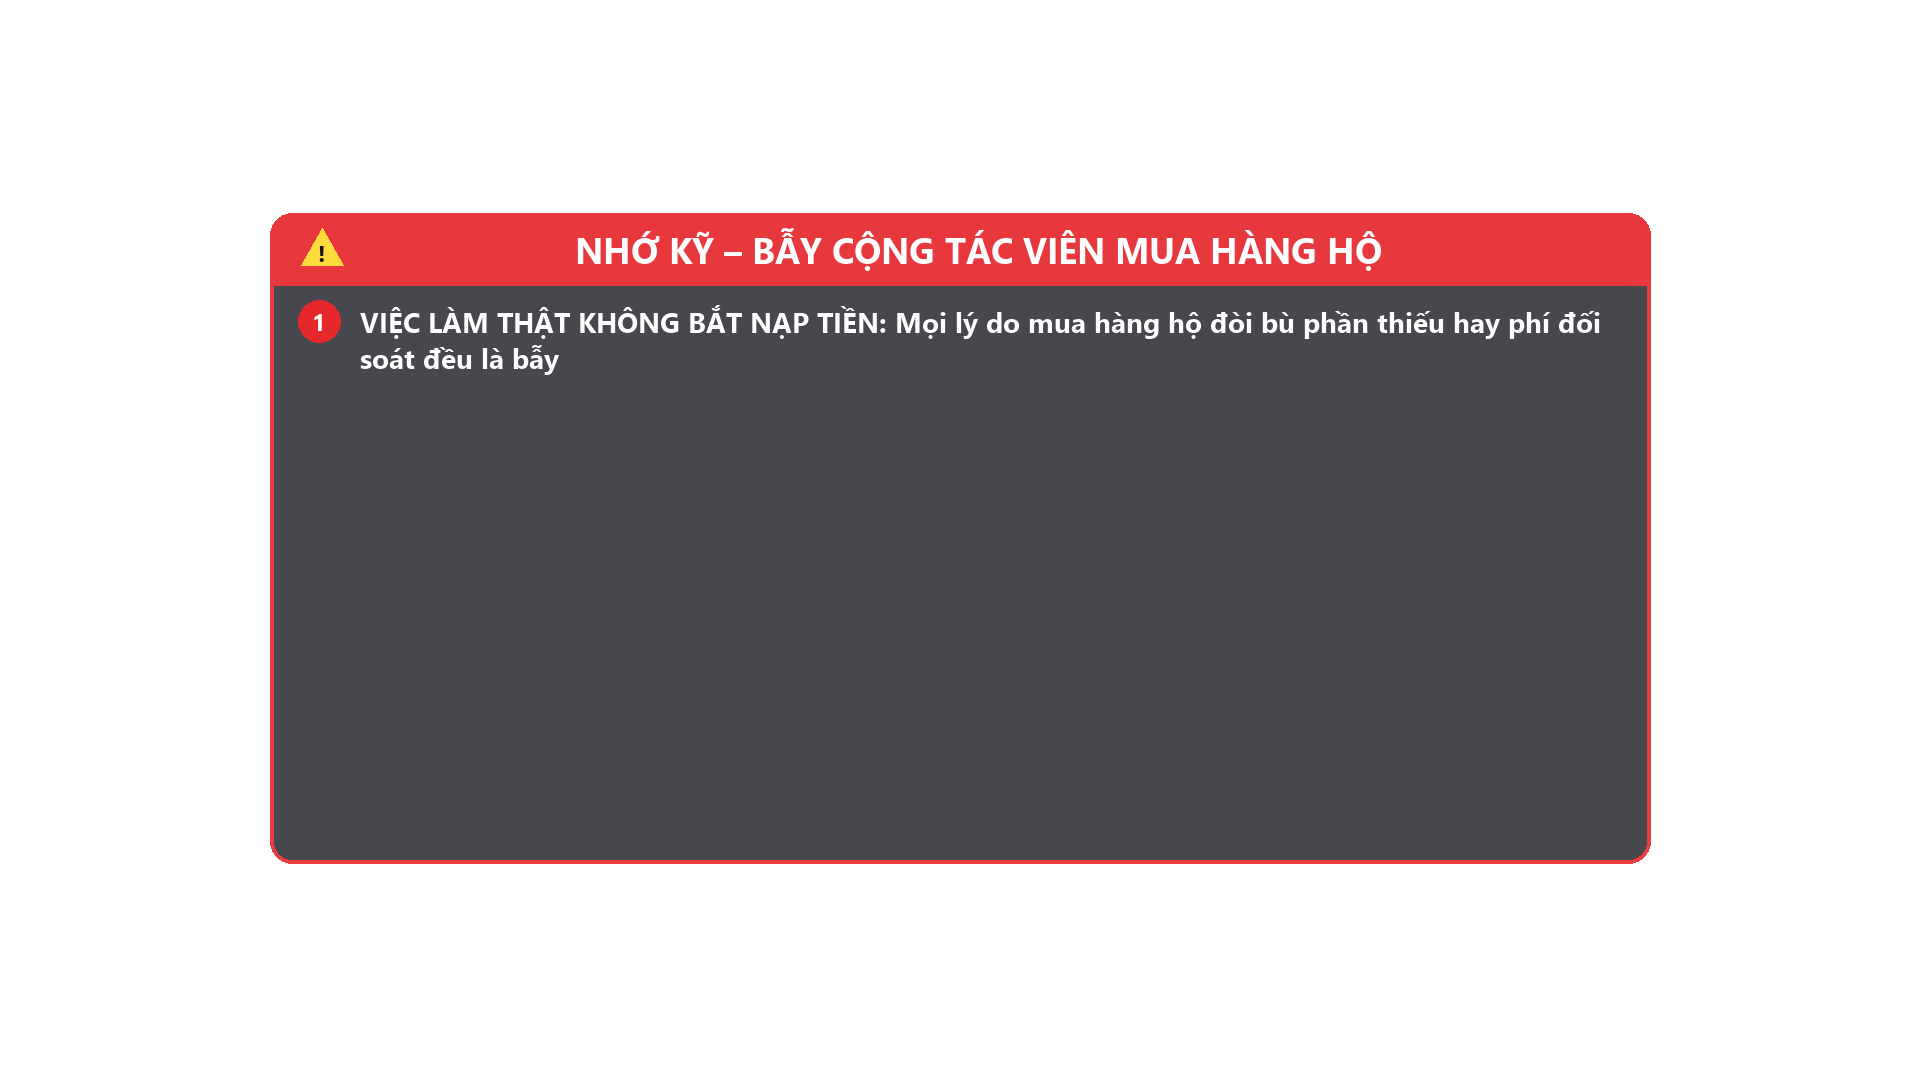 !
NHỚ KỸ – BẪY CỘNG TÁC VIÊN MUA HÀNG HỘ
1
VIỆC LÀM THẬT KHÔNG BẮT NẠP TIỀN: Mọi lý do mua hàng hộ đòi bù phần thiếu hay phí đối
soát đều là bẫy